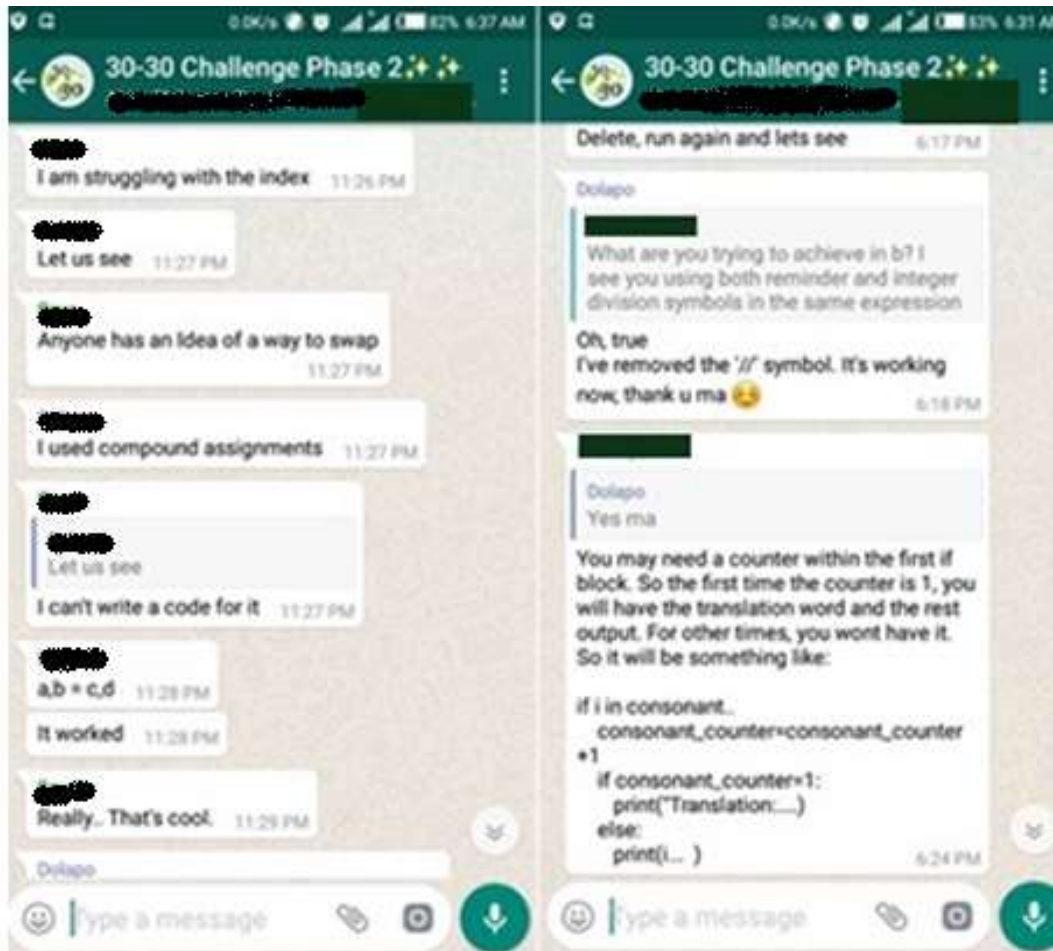 0.0K/s 82% 6:37 AM
30-30 Challenge Phase 2
I am struggling with the index 11:26 PM
Let us see 11:27 PM
Anyone has an Idea of a way to swap
11:27 PM
I used compound assignments 11:27 PM
Let us see
I can't write a code for it 11:27 PM
a,b = c,d 11:28 PM
It worked 11:28 PM
Really.. That's cool. 11:29 PM
Dolapo
Type a message
0.0K/s 83% 6:31 AM
30-30 Challenge Phase 2
Delete, run again and lets see 6:17 PM
Dolapo
What are you trying to achieve in b? I
see you using both reminder and integer
division symbols in the same expression
Oh, true
I've removed the '//' symbol. It's working
now, thank u ma
6:18 PM
Dolapo
Yes ma
You may need a counter within the first if
block. So the first time the counter is 1, you
will have the translation word and the rest
output. For other times, you wont have it.
So it will be something like:
if i in consonant..
consonant_counter=consonant_counter
+1
if consonant_counter=1:
print("Translation:....)
else:
print(i... )
6:24 PM
Type a message